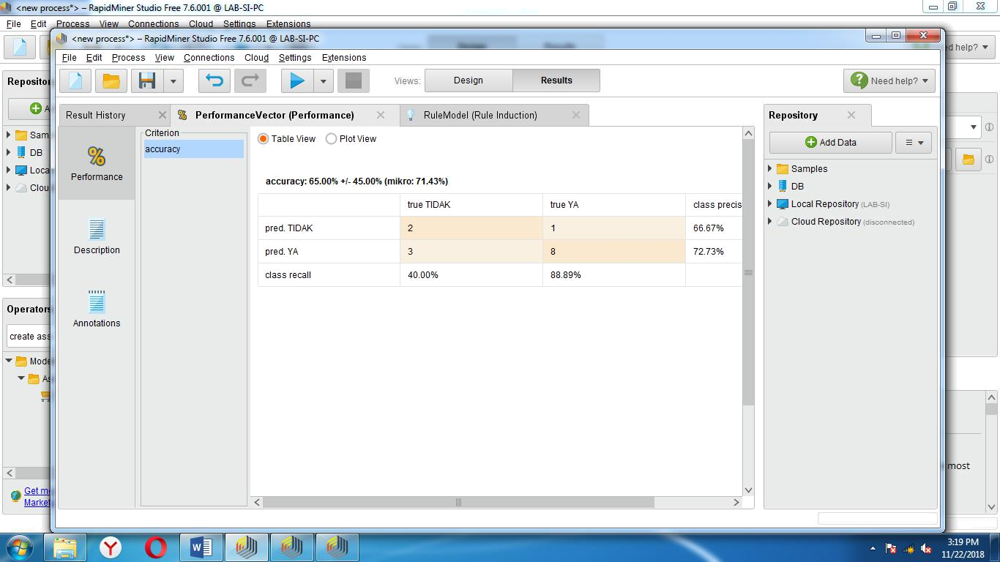 <new process*> – RapidMiner Studio Free 7.6.001 @ LAB-SI-PC
File Edit Process View Connections Cloud Settings Extensions
<new process*> – RapidMiner Studio Free 7.6.001 @ LAB-SI-PC
File Edit Process View Connections Cloud Settings Extensions
Views: Design Results
Need help?
ed help?
Result History
PerformanceVector (Performance)
RuleModel (Rule Induction)
Repository
Performance
Description
Annotations
Criterion
accuracy
Table View Plot View
accuracy: 65.00% +/- 45.00% (mikro: 71.43%)
true TIDAK true YA class precis
pred. TIDAK 2 1 66.67%
pred. YA 3 8 72.73%
class recall 40.00% 88.89%
Add Data
Samples
DB
Local Repository (LAB-SI)
Cloud Repository (disconnected)
Repository
A
Sam
DB
Loca
Clou
Operators
create ass
Mode
As
Get mo
Market
most
3:19 PM
11/22/2018